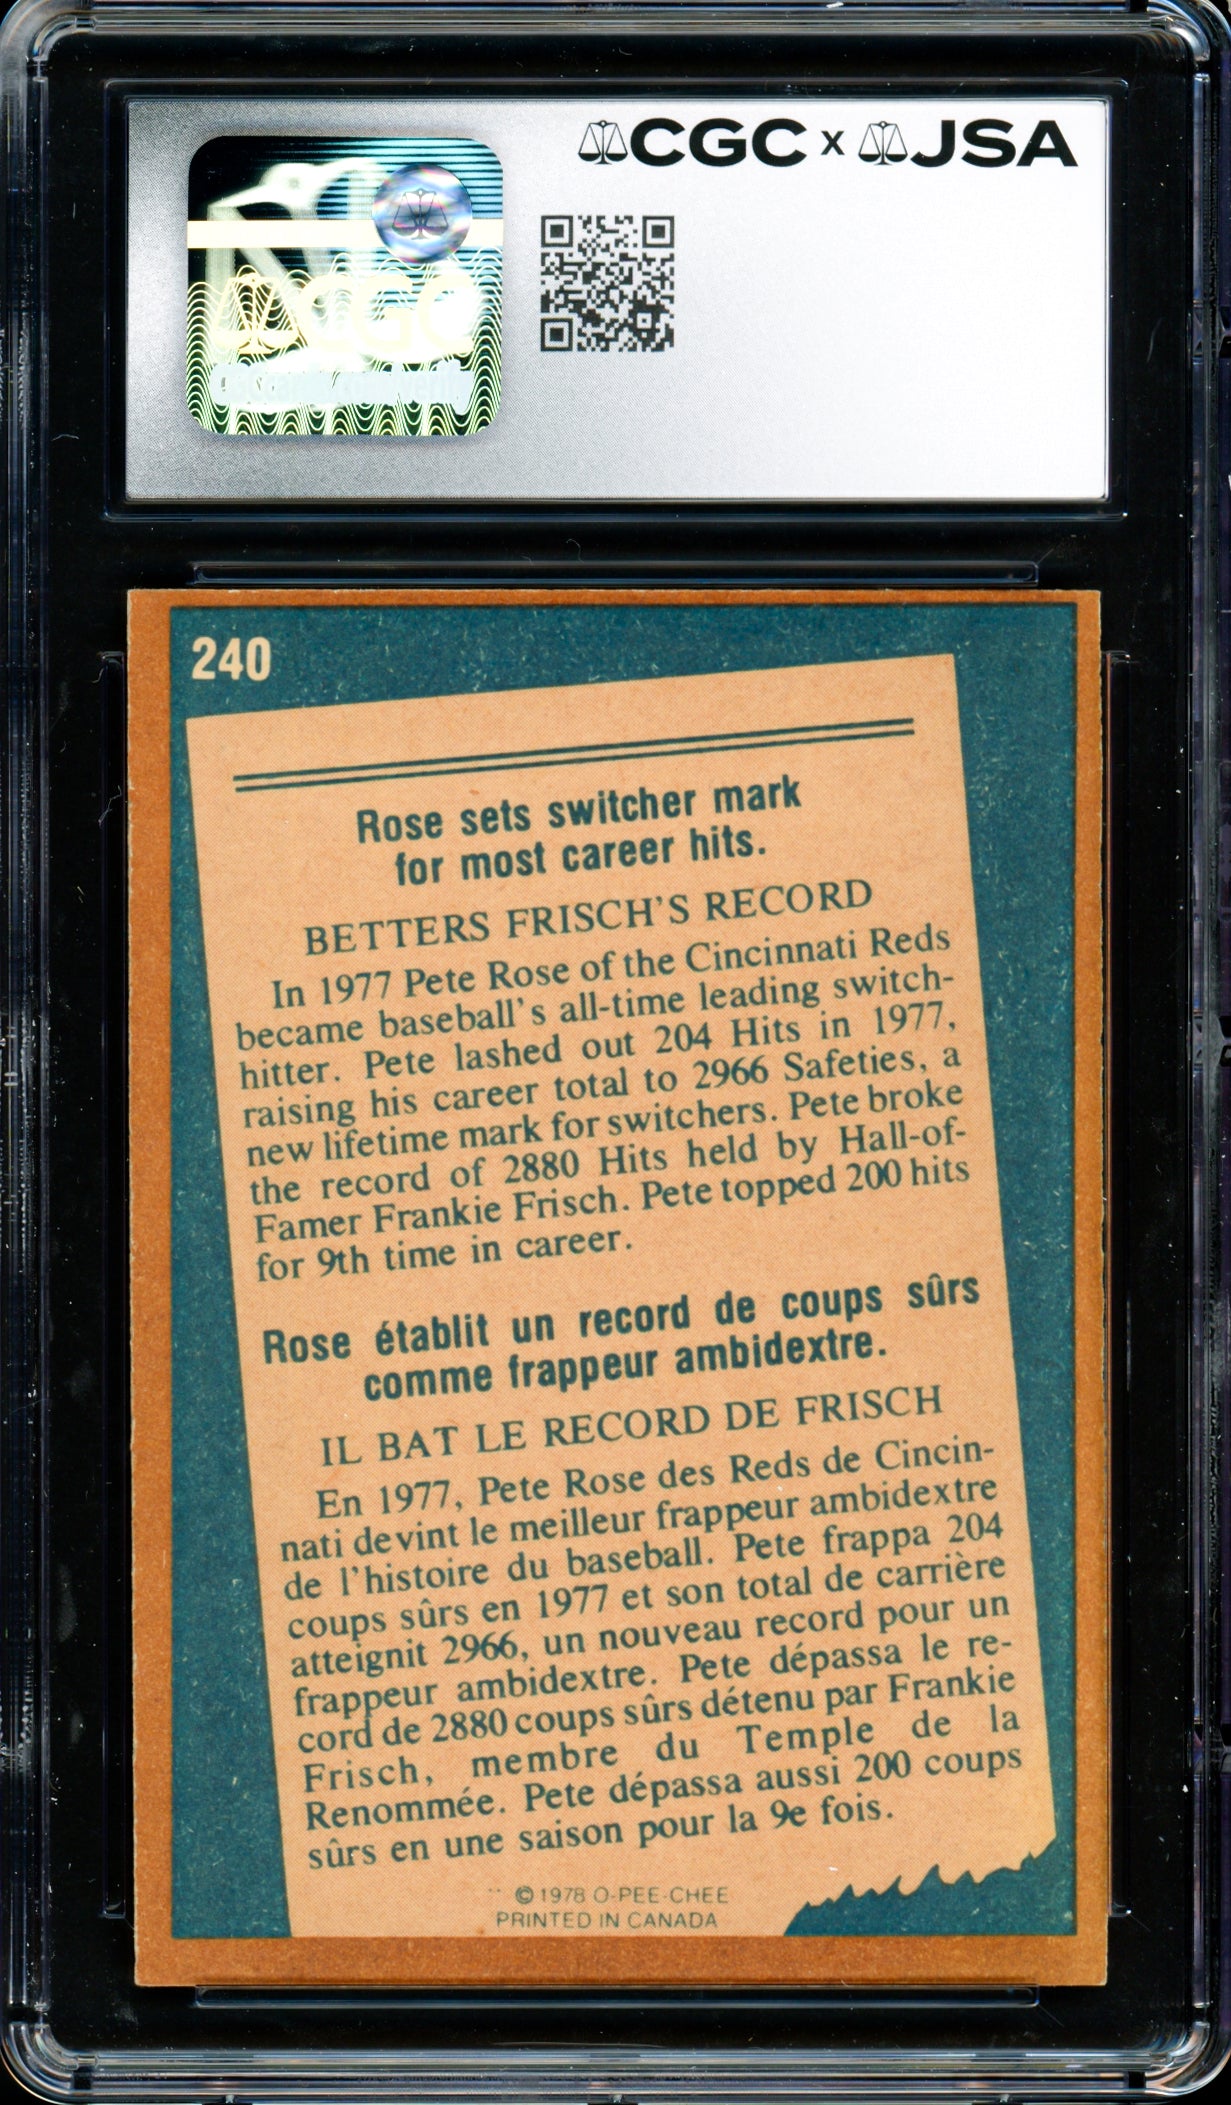 CGC x JSA
CGC
240
Rose sets switcher mark
for most career hits.
BETTERS FRISCH'S RECORD
In 1977 Pete Rose of the Cincinnati Reds
became baseball's all-time leading switch-
hitter. Pete lashed out 204 Hits in 1977,
raising his career total to 2966 Safeties, a
new lifetime mark for switchers. Pete broke
the record of 2880 Hits held by Hall-of-
Famer Frankie Frisch. Pete topped 200 hits
for 9th time in career.
Rose établit un record de coups sûrs
comme frappeur ambidextre.
IL BAT LE RECORD DE FRISCH
En 1977, Pete Rose des Reds de Cincin-
nati devint le meilleur frappeur ambidextre
de l'histoire du baseball. Pete frappa 204
coups sûrs en 1977 et son total de carrière
atteignit 2966, un nouveau record pour un
frappeur ambidextre. Pete dépassa le re-
cord de 2880 coups sûrs détenu par Frankie
Frisch, membre du Temple de la
Renommée. Pete dépassa aussi 200 coups
sûrs en une saison pour la 9e fois.
© 1978 O-PEE-CHEE
PRINTED IN CANADA